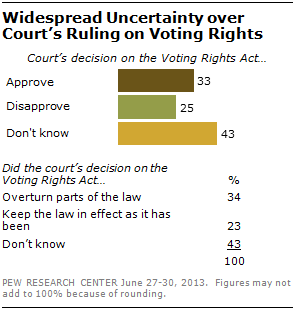 Widespread Uncertainty over
Court's Ruling on Voting Rights
Court's decision on the Voting Rights Act...
Approve 33
Disapprove 25
Don't know 43
Did the court's decision on the
Voting Rights Act... %
Overturn parts of the law 34
Keep the law in effect as it has
been 23
Don't know 43
100
PEW RESEARCH CENTER June 27-30, 2013. Figures may
not add to 100% because of rounding.